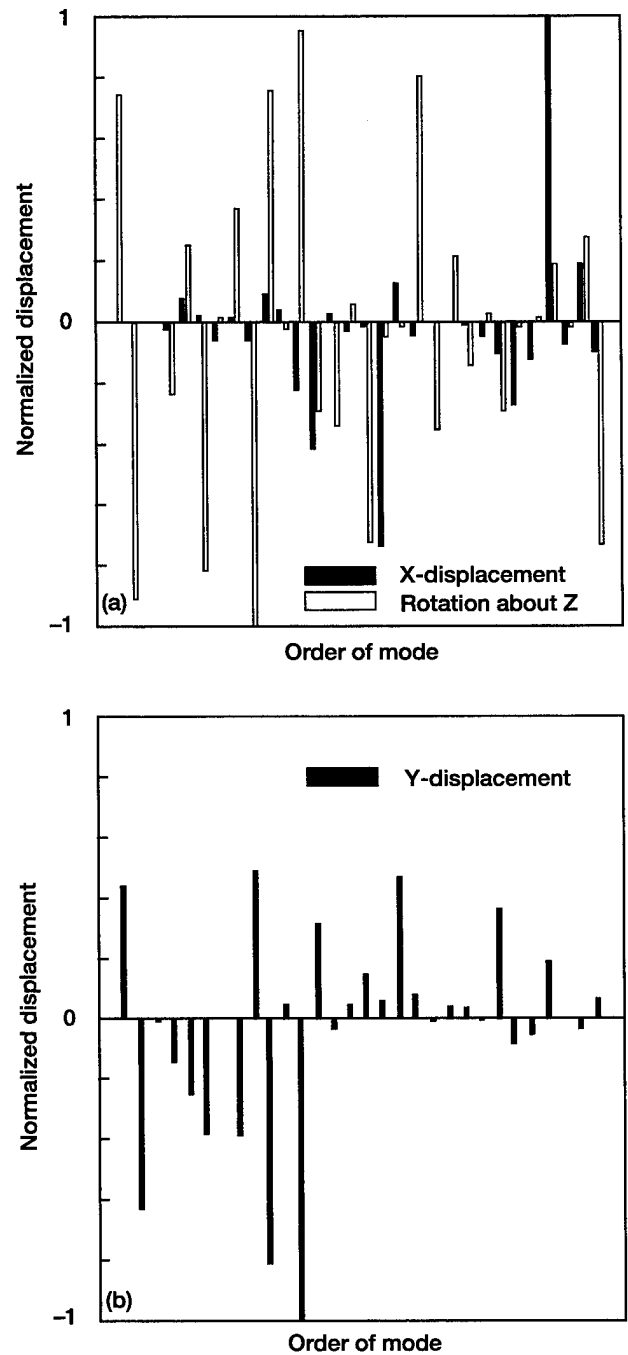 1
Normalized displacement
0
X-displacement
Rotation about Z
(a)
–1
Order of mode
1
Y-displacement
Normalized displacement
0
(b)
–1
Order of mode